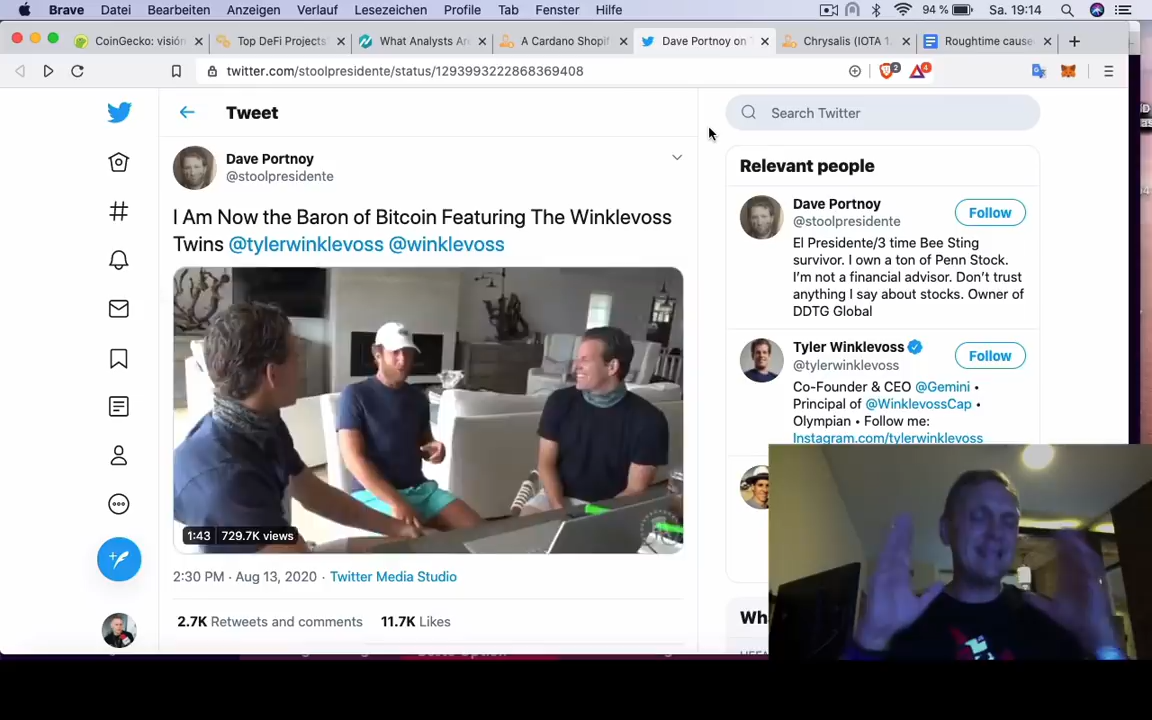 Brave Datei Bearbeiten Anzeigen Verlauf Lesezeichen Profile Tab Fenster Hilfe 94 % Sa. 19:14
CoinGecko: visión Top DeFi Projects What Analysts Are A Cardano Shopif Dave Portnoy on Chrysalis (IOTA 1. Roughtime cause
twitter.com/stoolpresidente/status/1293993222868369408 2 4
Tweet
Search Twitter
Dave Portnoy
@stoolpresidente
I Am Now the Baron of Bitcoin Featuring The Winklevoss
Twins @tylerwinklevoss @winklevoss
1:43 729.7K views
2:30 PM · Aug 13, 2020 · Twitter Media Studio
2.7K Retweets and comments 11.7K Likes
Relevant people
Dave Portnoy
@stoolpresidente
Follow
El Presidente/3 time Bee Sting
survivor. I own a ton of Penn Stock.
I'm not a financial advisor. Don't trust
anything I say about stocks. Owner of
DDTG Global
Tyler Winklevoss
@tylerwinklevoss
Follow
Co-Founder & CEO @Gemini •
Principal of @WinklevossCap •
Olympian • Follow me:
Instagram.com/tylerwinklevoss